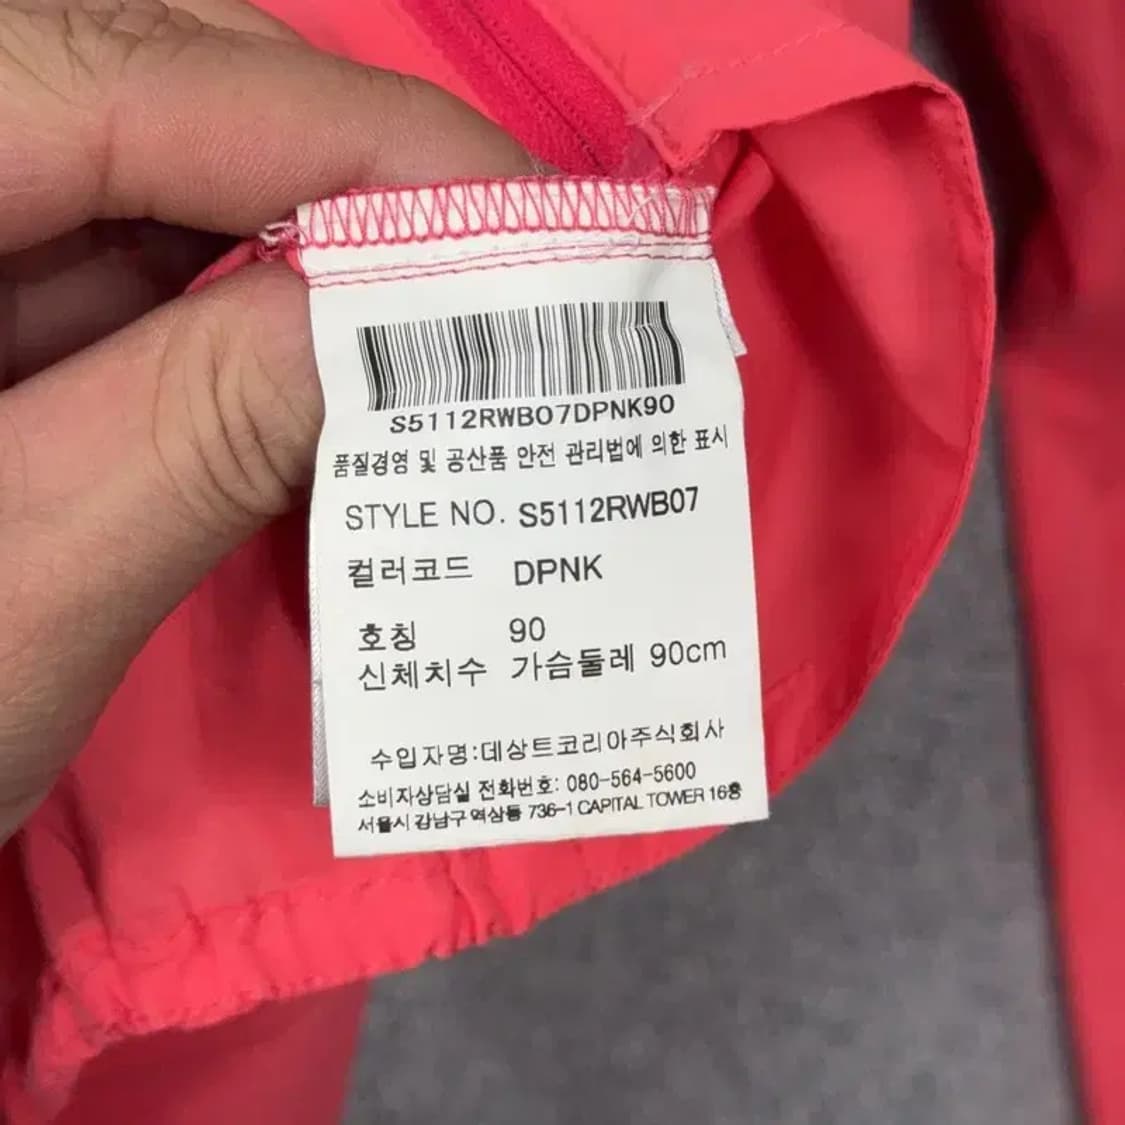 S5112RWB07DPNK90
품질경영 및 공산품 안전 관리법에 의한 표시
STYLE NO. S5112RWB07
컬러코드 DPNK
호칭 90
신체치수 가슴둘레 90cm
수입자명:데상트코리아주식회사
소비자상담실 전화번호: 080-564-5600
서울시 강남구 역삼동 736-1 CAPITAL TOWER 16층